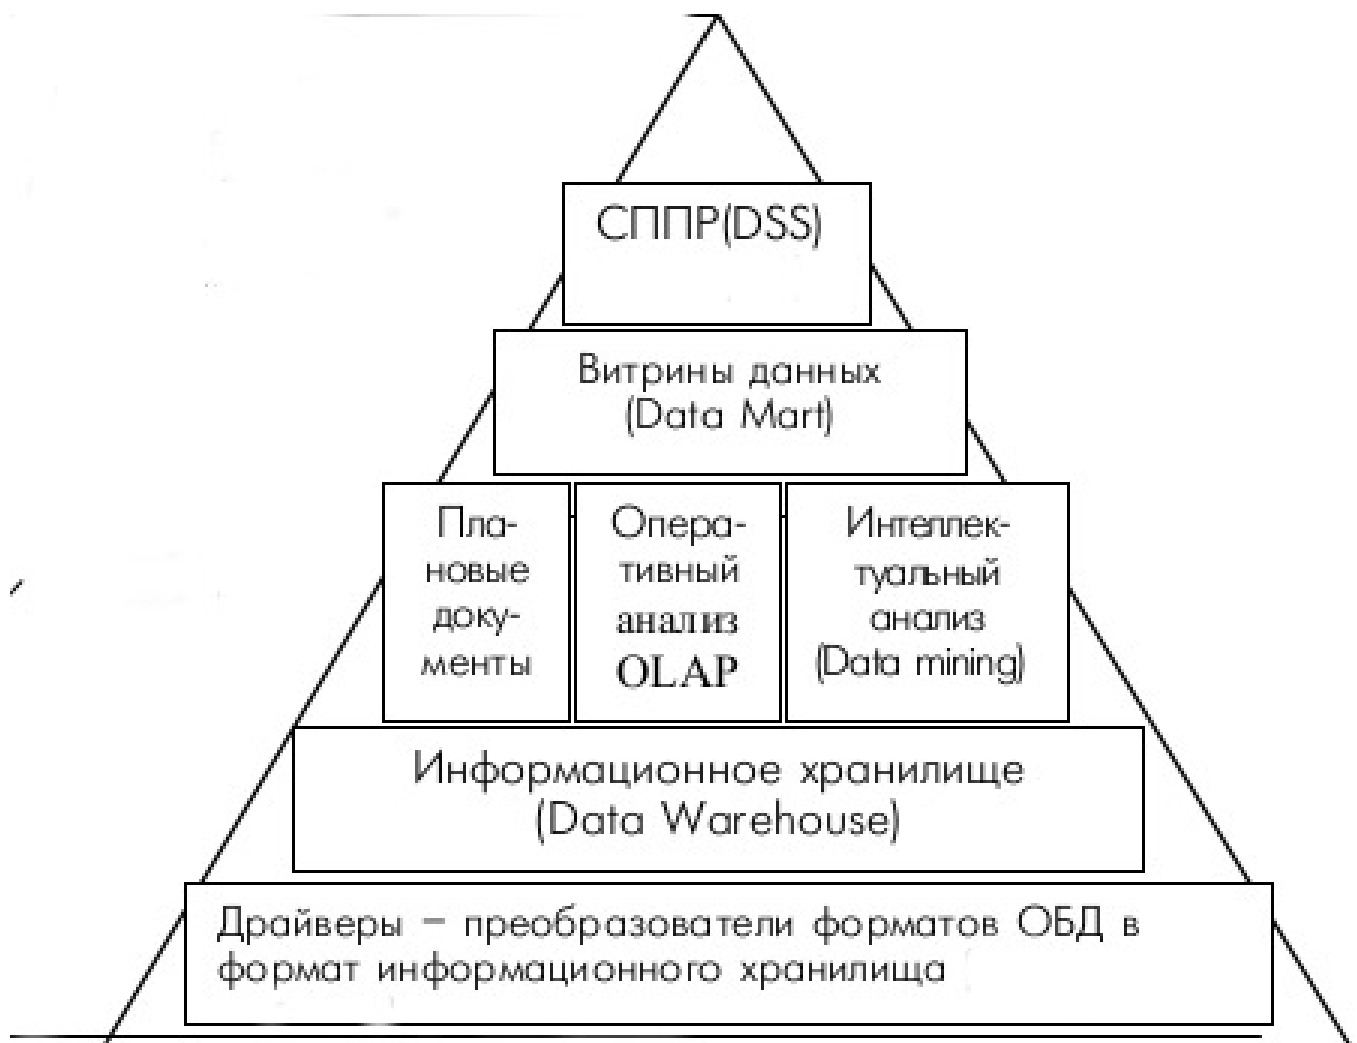 СППР(DSS)
Витрины данных
(Data Mart)
Пла-
новые
доку-
менты
Опера-
тивный
анализ
OLAP
Интеллек-
туальный
анализ
(Data mining)
Информационное хранилище
(Data Warehouse)
Драйверы – преобразователи форматов ОБД в
формат информационного хранилища